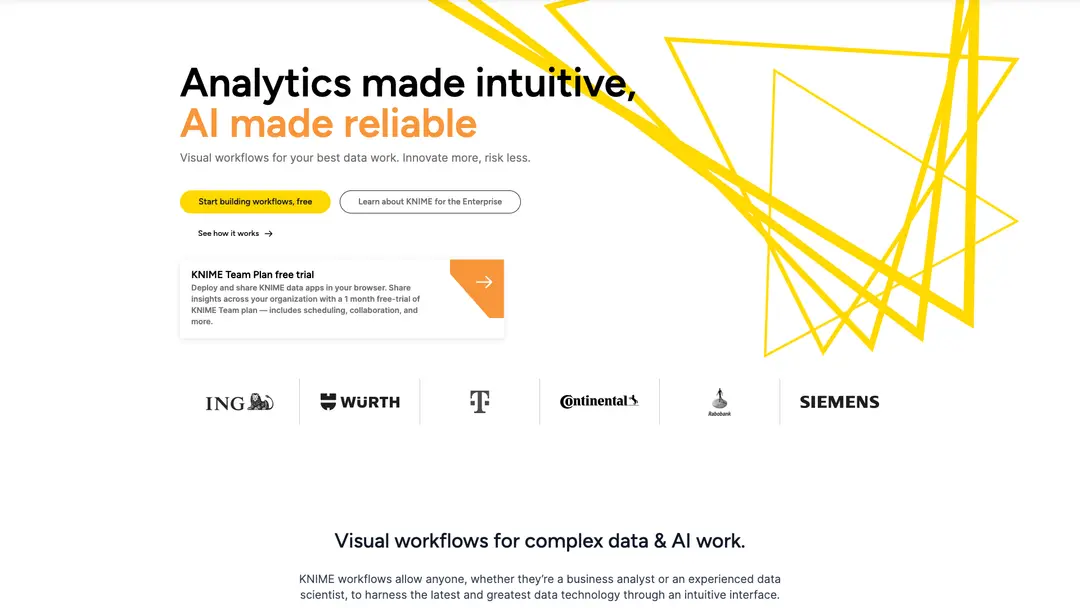 Analytics made intuitive,
AI made reliable
Visual workflows for your best data work. Innovate more, risk less.
Start building workflows, free
Learn about KNIME for the Enterprise
See how it works
KNIME Team Plan free trial
Deploy and share KNIME data apps in your browser. Share
insights across your organization with a 1 month free-trial of
KNIME Team plan — includes scheduling, collaboration, and
more.
ING
WÜRTH
T
Continental
Rabobank
SIEMENS
Visual workflows for complex data & AI work.
KNIME workflows allow anyone, whether they’re a business analyst or an experienced data
scientist, to harness the latest and greatest data technology through an intuitive interface.